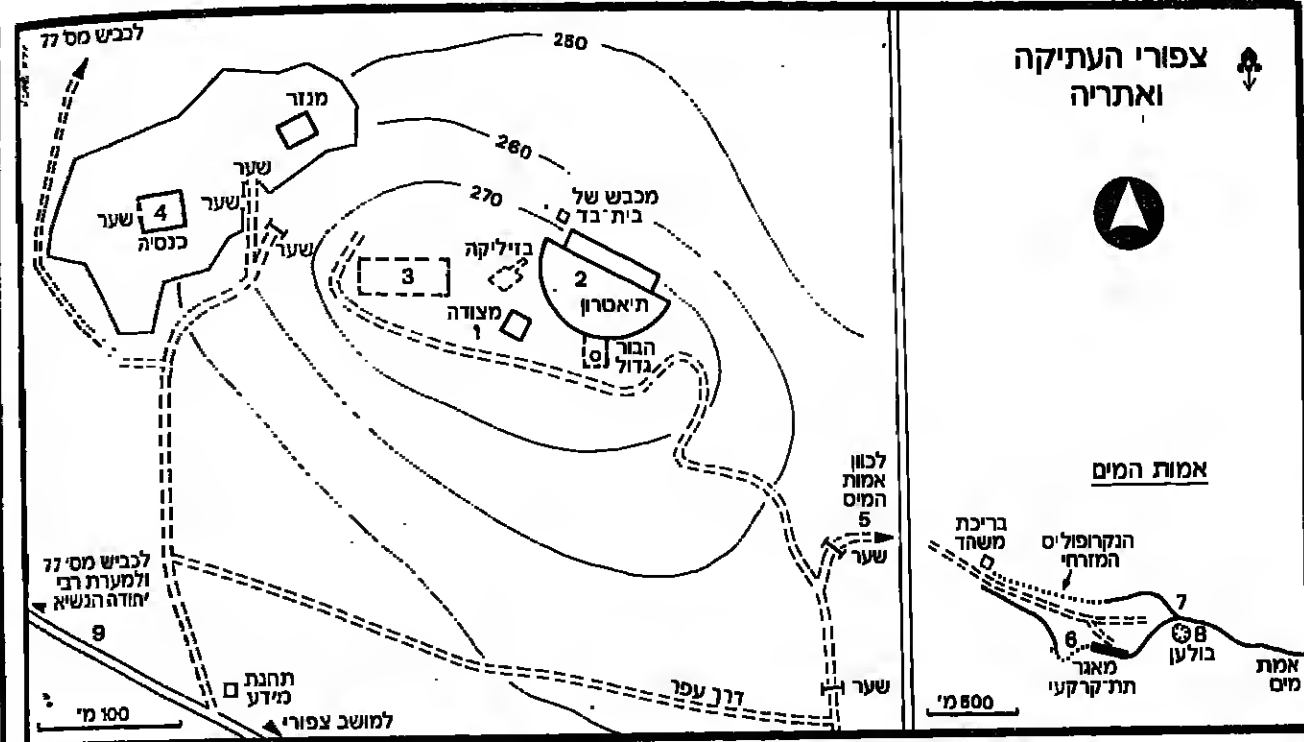 צפורי העתיקה
ואתריה
לכביש מס' 77
250
מנזר
260
שער
שער
שער
4
כנסיה
שער
270
מכבש של
בית-בד
בזיליקה
3
2
תיאטרון
מצודה
1
הבור
גדול
לכוון
אמות
המים
5
שער
לכביש מס' 77
ולמערת רבי
יהודה הנשיא
9
תחנת
מידע
דרך עפר
שער
100 מ'
למושב צפורי
אמות המים
בריכת
משהד
הנקרופוליס
המזרחי
7
6
8
בולען
מאגר
תת-קרקעי
אמת
מים
500 מ'